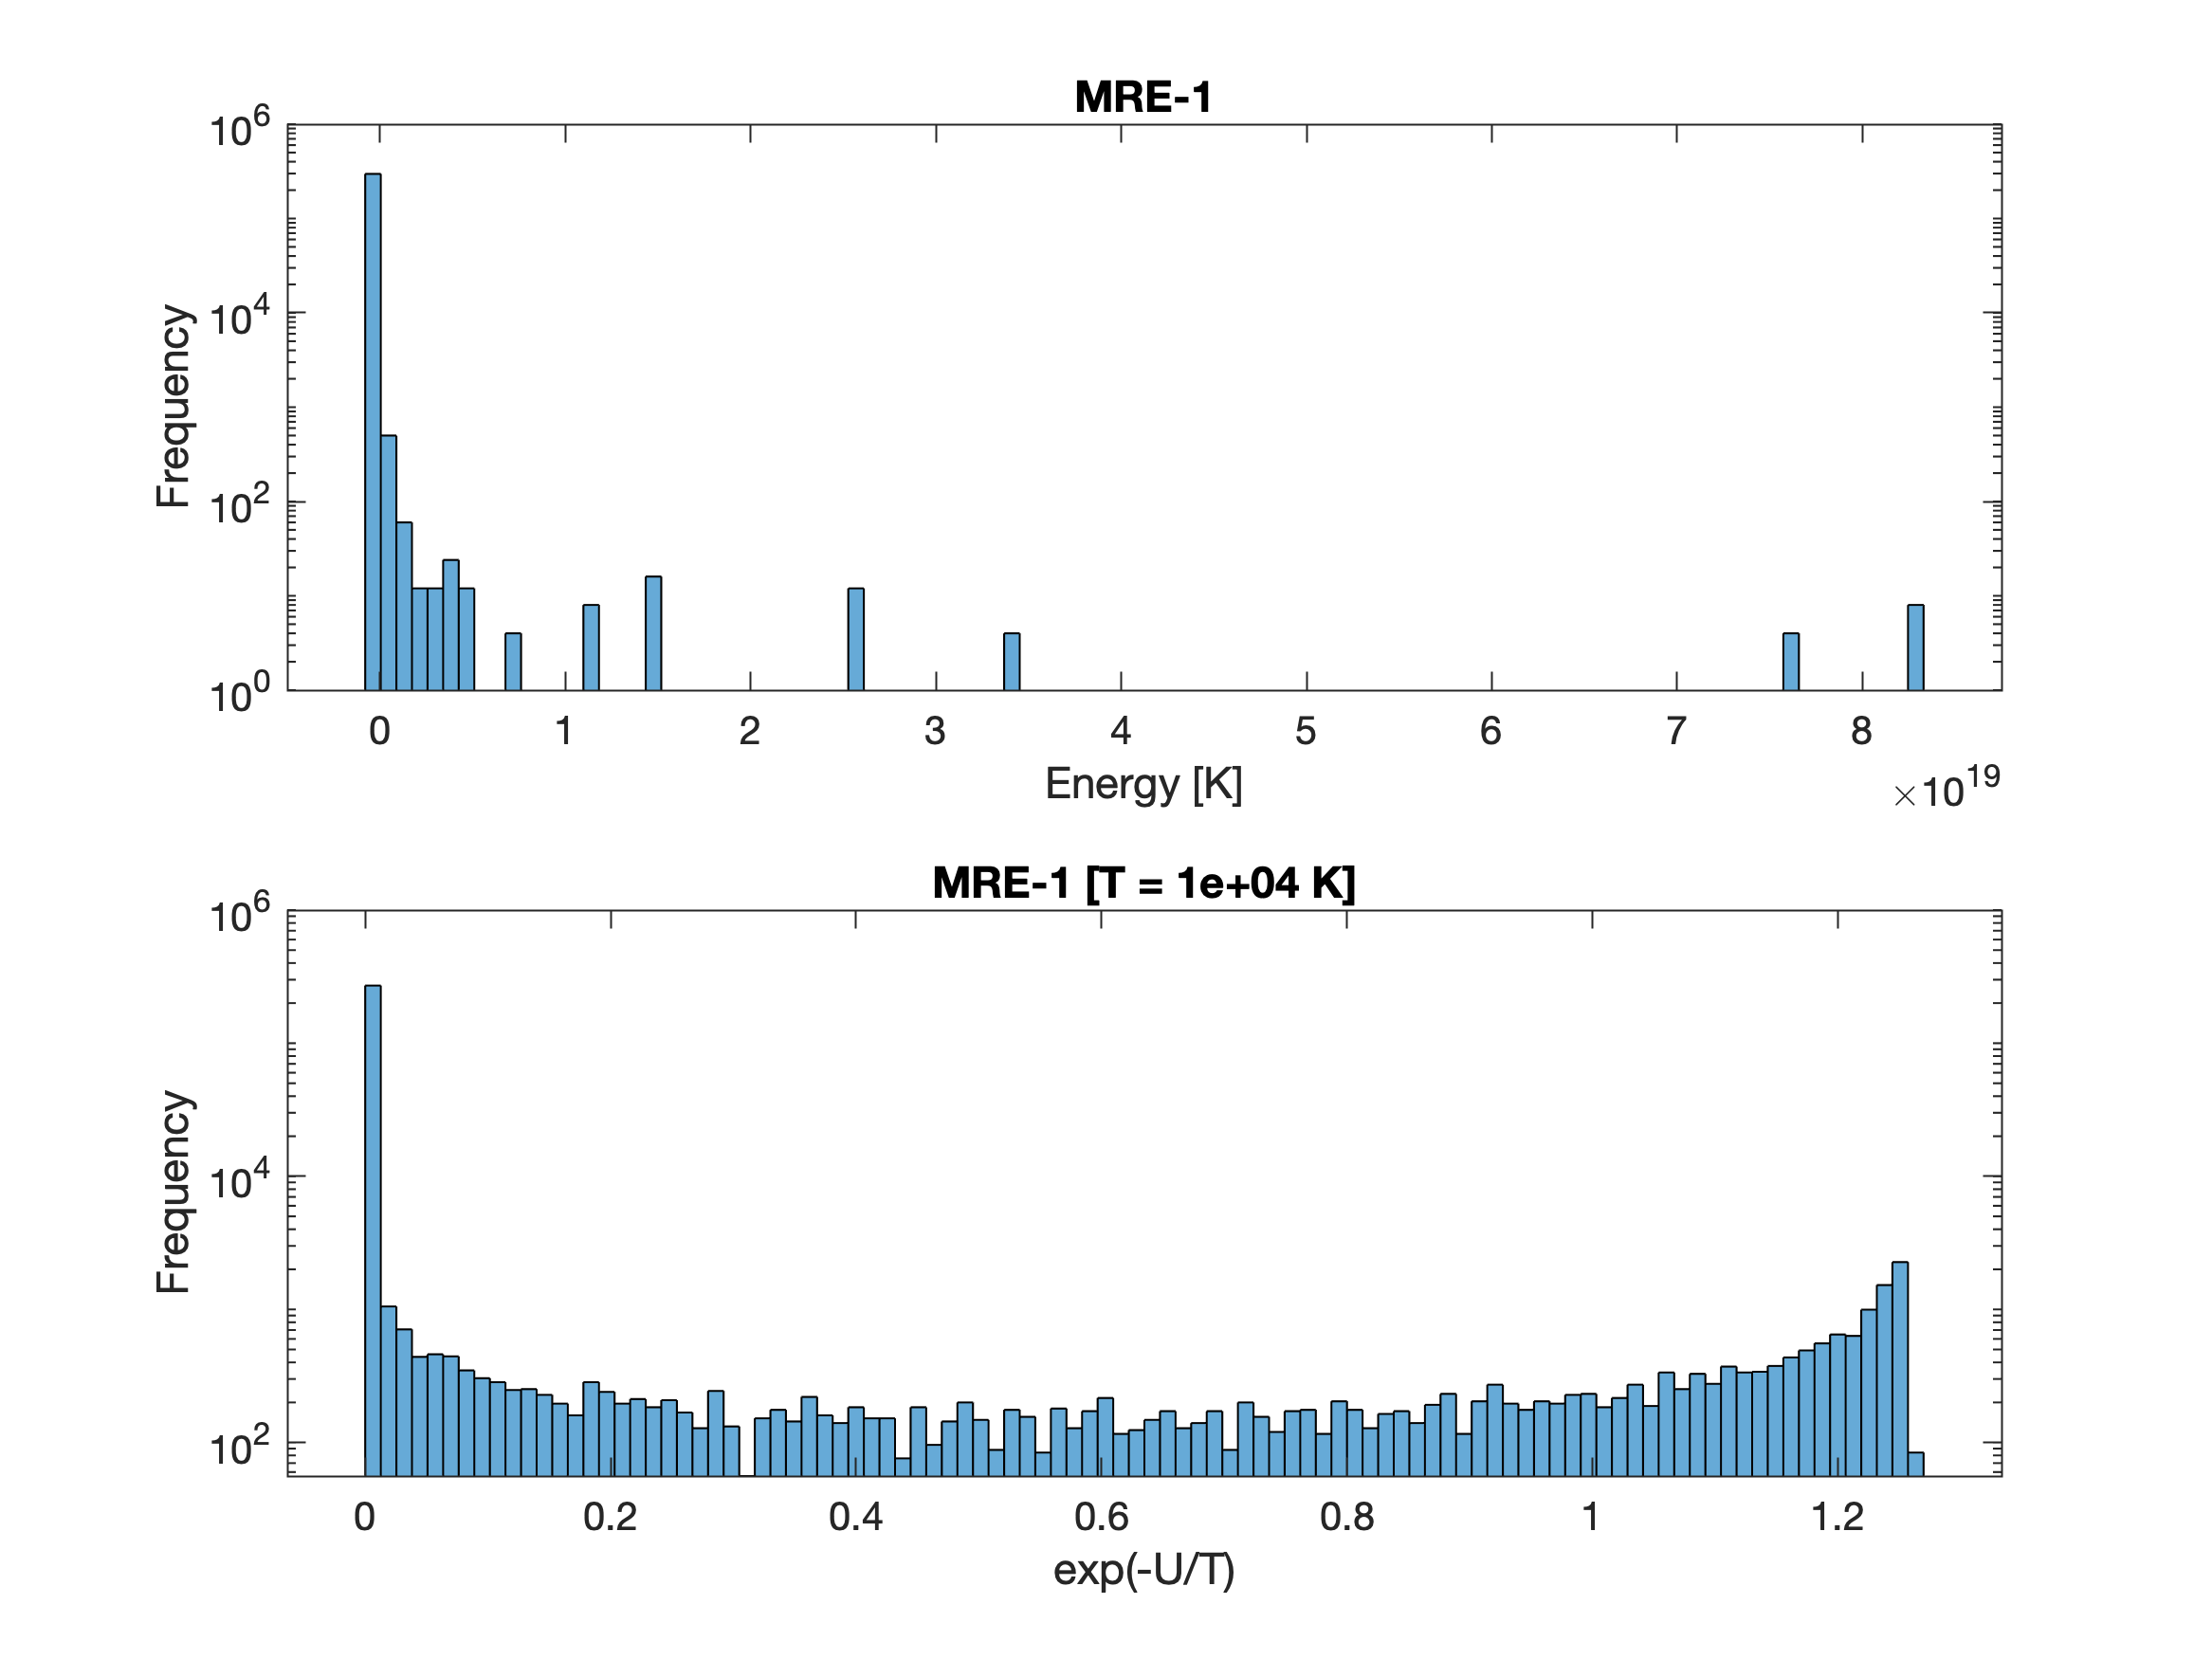 MRE-1
10^6
10^4
10^2
10^0
Frequency
0 1 2 3 4 5 6 7 8
×10^19
Energy [K]
MRE-1 [T = 1e+04 K]
10^6
10^4
10^2
Frequency
0 0.2 0.4 0.6 0.8 1 1.2
exp(-U/T)